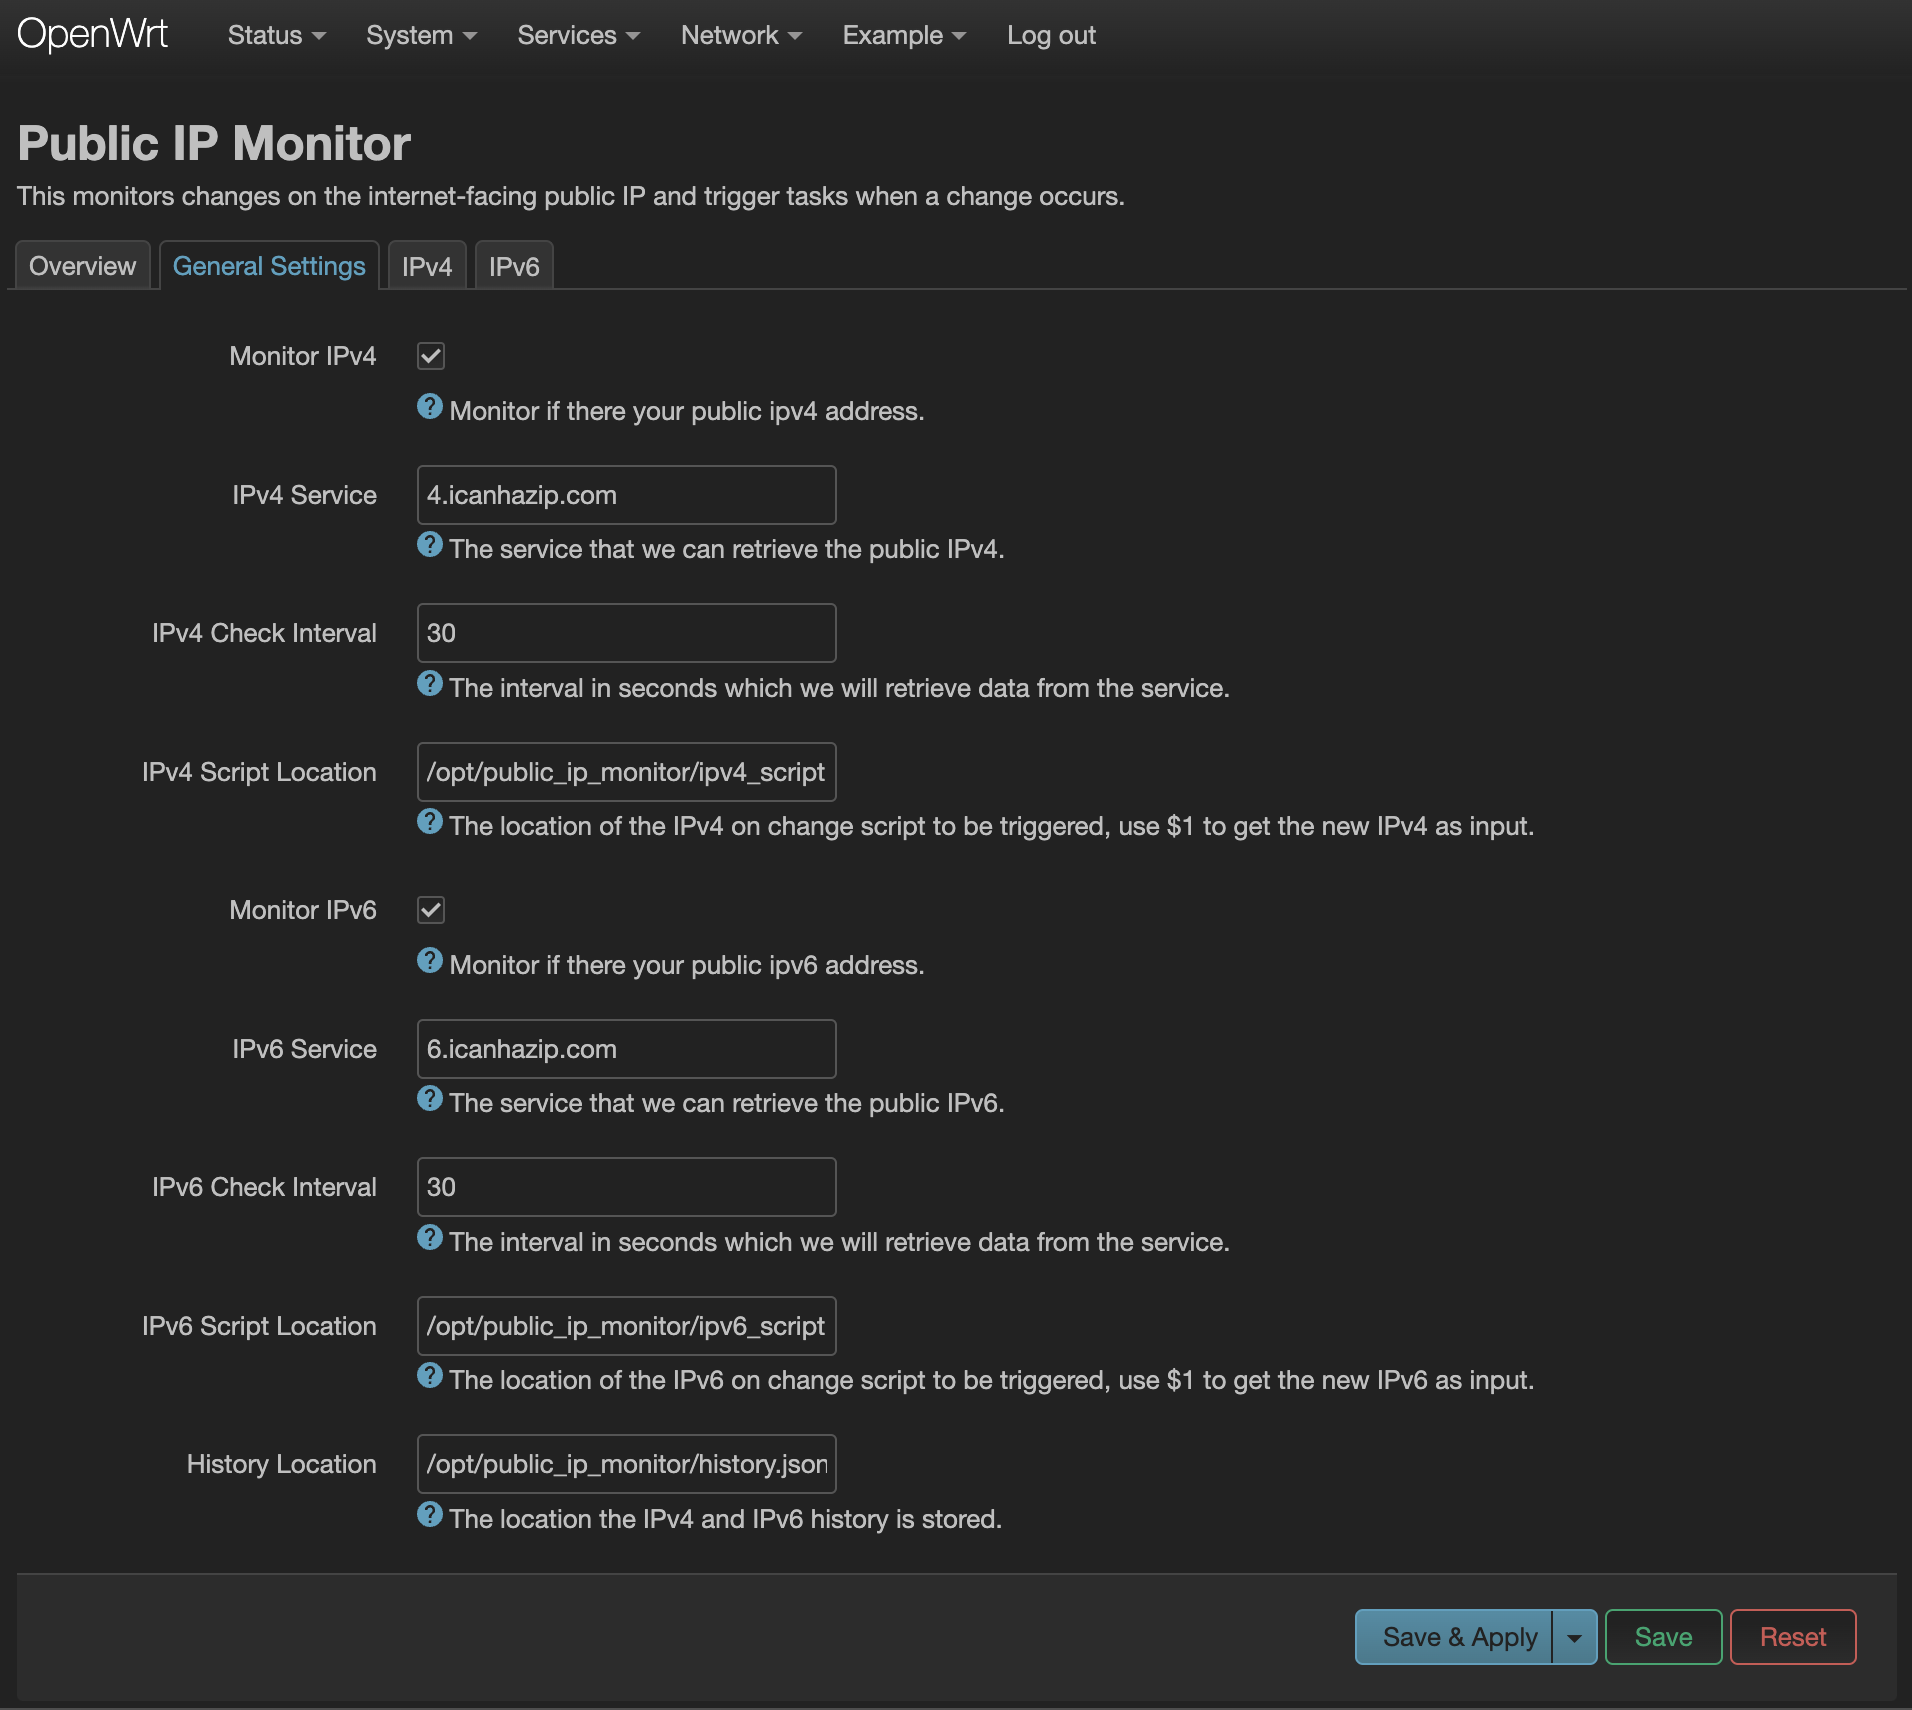 OpenWrt Status System Services Network Example Log out
Public IP Monitor
This monitors changes on the internet-facing public IP and trigger tasks when a change occurs.
Overview General Settings IPv4 IPv6
Monitor IPv4
Monitor if there your public ipv4 address.
IPv4 Service 4.icanhazip.com
The service that we can retrieve the public IPv4.
IPv4 Check Interval 30
The interval in seconds which we will retrieve data from the service.
IPv4 Script Location /opt/public_ip_monitor/ipv4_script
The location of the IPv4 on change script to be triggered, use $1 to get the new IPv4 as input.
Monitor IPv6
Monitor if there your public ipv6 address.
IPv6 Service 6.icanhazip.com
The service that we can retrieve the public IPv6.
IPv6 Check Interval 30
The interval in seconds which we will retrieve data from the service.
IPv6 Script Location /opt/public_ip_monitor/ipv6_script
The location of the IPv6 on change script to be triggered, use $1 to get the new IPv6 as input.
History Location /opt/public_ip_monitor/history.json
The location the IPv4 and IPv6 history is stored.
Save & Apply Save Reset